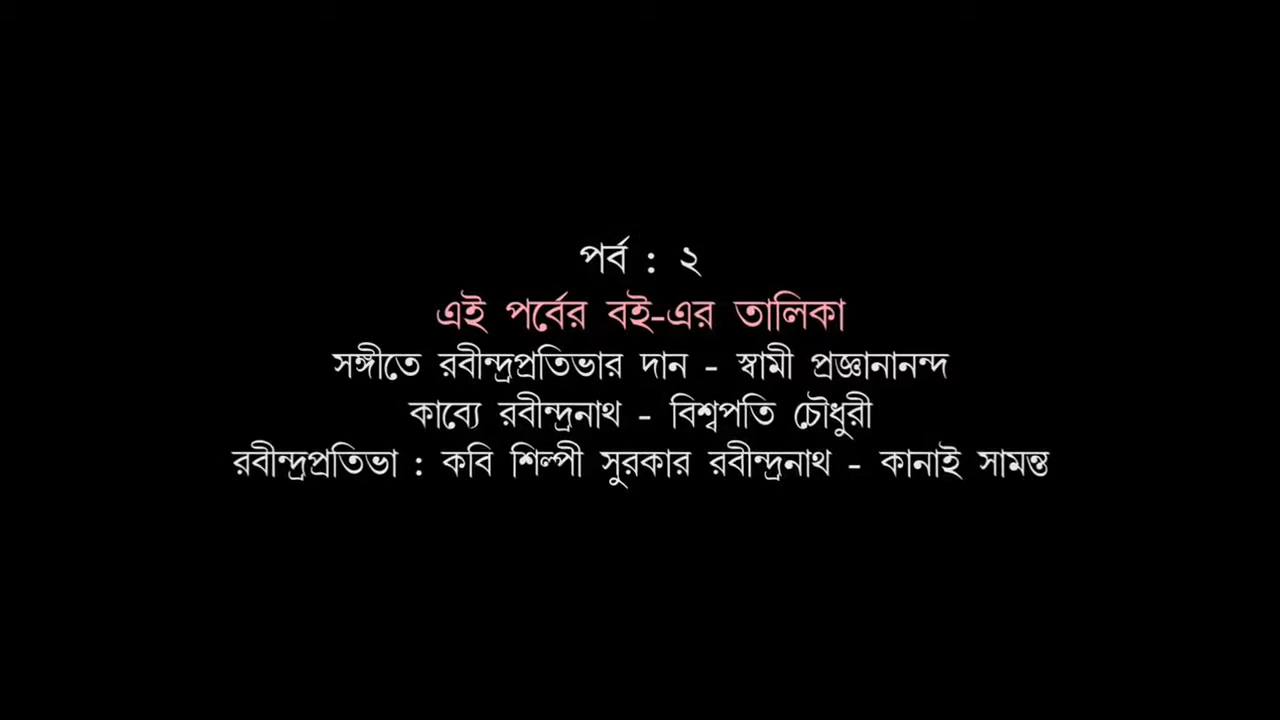 পর্ব : ২
এই পর্বের বই-এর তালিকা
সঙ্গীতে রবীন্দ্রপ্রতিভার দান - স্বামী প্রজ্ঞানানন্দ
কাব্যে রবীন্দ্রনাথ - বিশ্বপতি চৌধুরী
রবীন্দ্রপ্রতিভা : কবি শিল্পী সুরকার রবীন্দ্রনাথ - কানাই সামন্ত